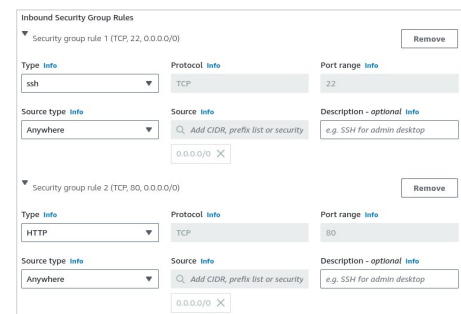 Inbound Security Group Rules
Security group rule 1 (TCP, 22, 0.0.0.0/0)
Remove
Type Info
Protocol Info
Port range Info
ssh
TCP
22
Source type Info
Source Info
Description - optional Info
Anywhere
Add CIDR, prefix list or security
e.g. SSH for admin desktop
0.0.0.0/0
Security group rule 2 (TCP, 80, 0.0.0.0/0)
Remove
Type Info
Protocol Info
Port range Info
HTTP
TCP
80
Source type Info
Source Info
Description - optional Info
Anywhere
Add CIDR, prefix list or security
e.g. SSH for admin desktop
0.0.0.0/0